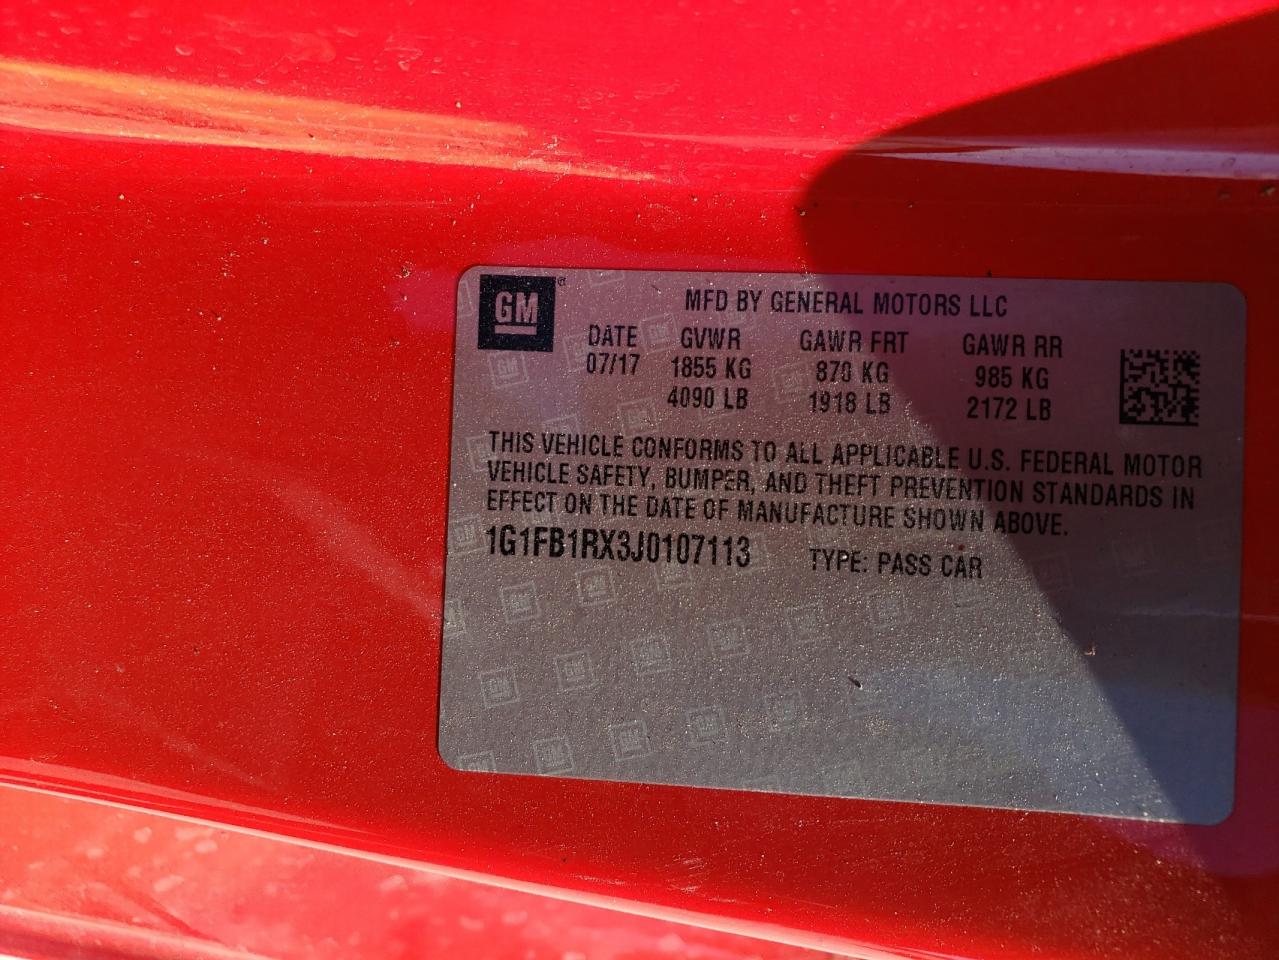 GM
MFD BY GENERAL MOTORS LLC
DATE GVWR GAWR FRT GAWR RR
07/17 1855 KG 870 KG 985 KG
4090 LB 1918 LB 2172 LB
THIS VEHICLE CONFORMS TO ALL APPLICABLE U.S. FEDERAL MOTOR
VEHICLE SAFETY, BUMPER, AND THEFT PREVENTION STANDARDS IN
EFFECT ON THE DATE OF MANUFACTURE SHOWN ABOVE.
1G1FB1RX3J0107113 TYPE: PASS CAR